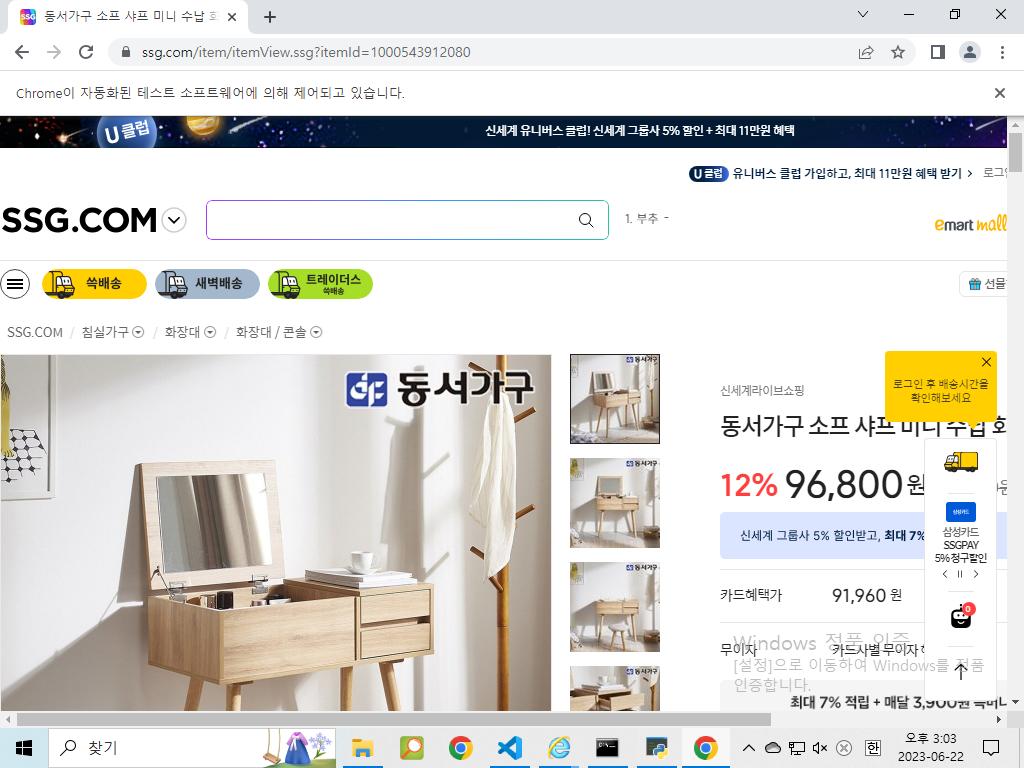 동서가구 소프 샤프 미니 수납 화
ssg.com/item/itemView.ssg?itemId=1000543912080
Chrome이 자동화된 테스트 소프트웨어에 의해 제어되고 있습니다.
U클럽
신세계 유니버스 클럽! 신세계 그룹사 5% 할인 + 최대 11만원 혜택
U 클럽 유니버스 클럽 가입하고, 최대 11만원 혜택 받기 >
로그인
SSG.COM
1. 부추 -
emart mall
쓱배송
새벽배송
트레이더스
쓱배송
선물
SSG.COM / 침실가구 / 화장대 / 화장대 / 콘솔
동서가구
로그인 후 배송시간을
확인해보세요
신세계라이브쇼핑
동서가구 소프 샤프 미니 수납 화
12% 96,800원
신세계 그룹사 5% 할인받고, 최대 7%
삼성카드
삼성카드
SSGPAY
5% 청구할인
카드혜택가 91,960 원
0
무이자 카드사별 무이자
Windows 정품 인증
[설정]으로 이동하여 Windows를 정품
인증합니다.
최대 7% 적립 + 매달 3,900원
찾기
오후 3:03
2023-06-22
한